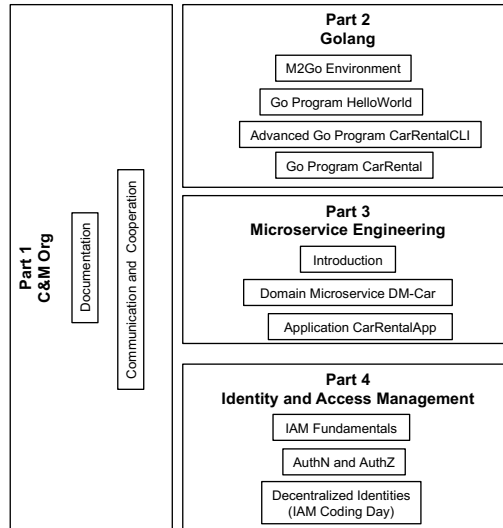 Part 1
C&M Org
Documentation
Communication and Cooperation
Part 2
Golang
M2Go Environment
Go Program HelloWorld
Advanced Go Program CarRentalCLI
Go Program CarRental
Part 3
Microservice Engineering
Introduction
Domain Microservice DM-Car
Application CarRentalApp
Part 4
Identity and Access Management
IAM Fundamentals
AuthN and AuthZ
Decentralized Identities
(IAM Coding Day)